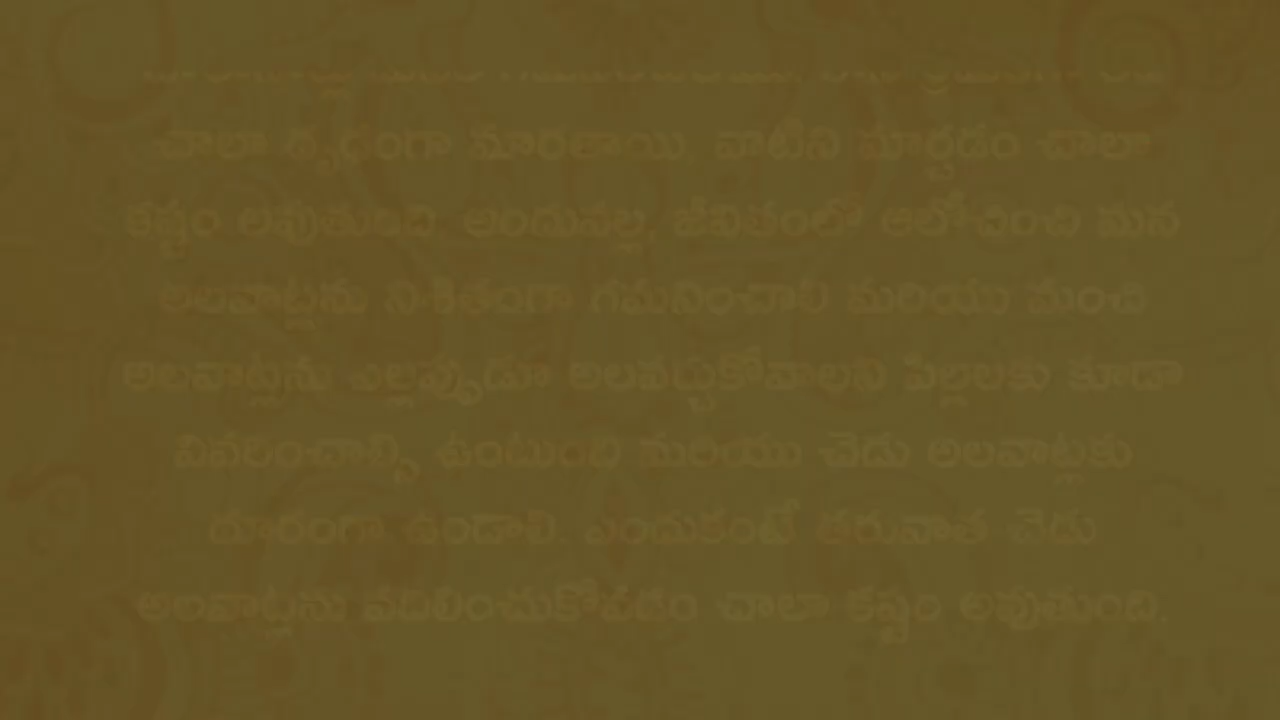 చాలా దృఢంగా మారతాయి, వాటిని మార్చడం చాలా
కష్టం అవుతుంది. అందువల్ల, జీవితంలో ఆలోచించి మన
అలవాట్లను నిశితంగా గమనించాలి మరియు మంచి
అలవాట్లను ఎల్లప్పుడూ అలవర్చుకోవాలని పిల్లలకు కూడా
వివరించాల్సి ఉంటుంది మరియు చెడు అలవాట్లకు
దూరంగా ఉండాలి. ఎందుకంటే తరువాత చెడు
అలవాట్లను వదిలించుకోవడం చాలా కష్టం అవుతుంది.